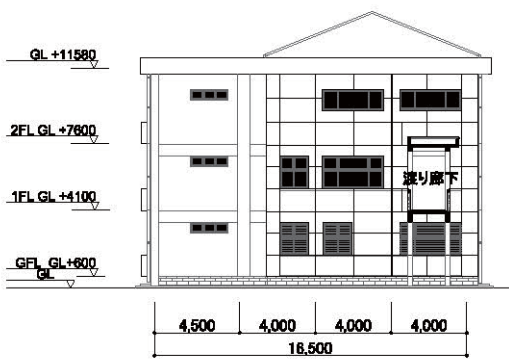 GL +11580
2FL GL +7600
渡り廊下
1FL GL +4100
GFL GL+600
GL
4,500 4,000 4,000 4,000
16,500